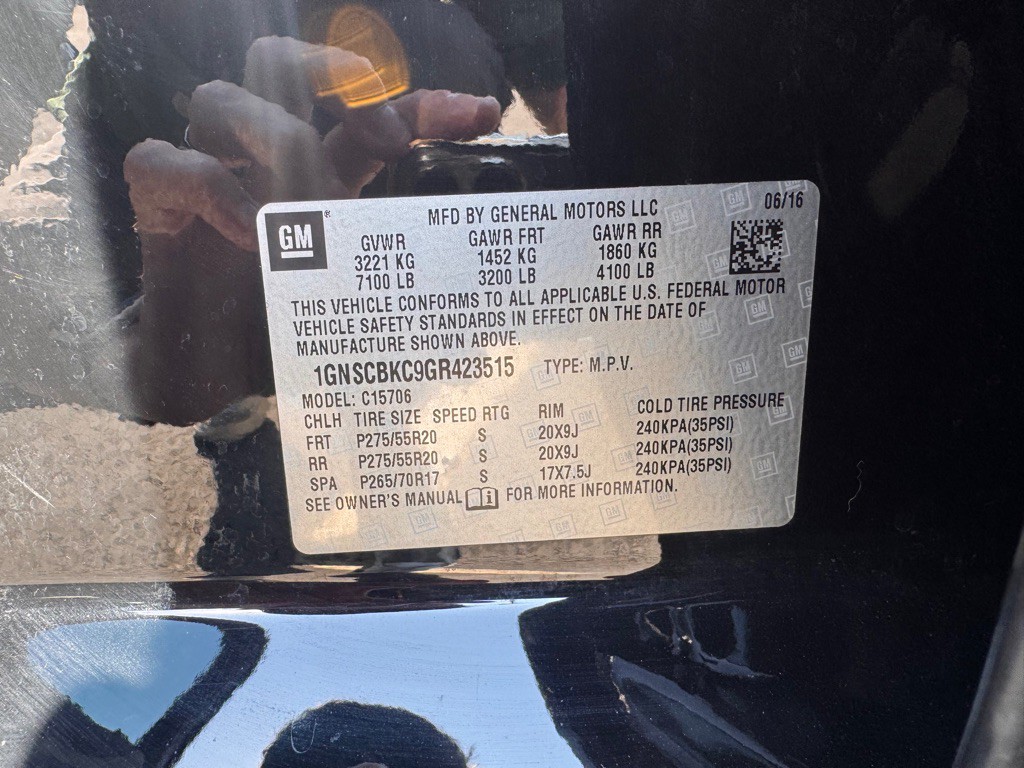 GM ®
MFD BY GENERAL MOTORS LLC
06/16
GVWR GAWR FRT GAWR RR
3221 KG 1452 KG 1860 KG
7100 LB 3200 LB 4100 LB
THIS VEHICLE CONFORMS TO ALL APPLICABLE U.S. FEDERAL MOTOR
VEHICLE SAFETY STANDARDS IN EFFECT ON THE DATE OF
MANUFACTURE SHOWN ABOVE.
1GNSCBKC9GR423515 TYPE: M.P.V.
MODEL: C15706
CHLH TIRE SIZE SPEED RTG RIM COLD TIRE PRESSURE
FRT P275/55R20 S 20X9J 240KPA(35PSI)
RR P275/55R20 S 20X9J 240KPA(35PSI)
SPA P265/70R17 S 17X7.5J 240KPA(35PSI)
SEE OWNER'S MANUAL FOR MORE INFORMATION.